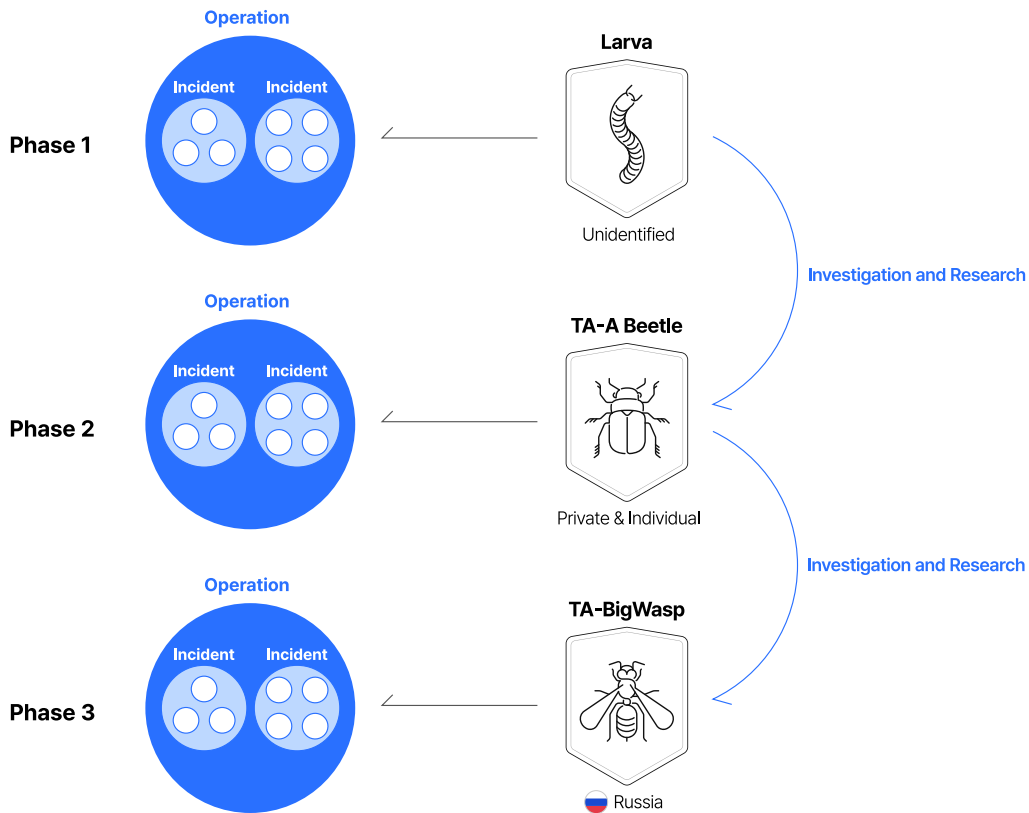 Operation
Larva
Incident
Incident
Phase 1
Unidentified
Investigation and Research
Operation
TA-A Beetle
Incident
Incident
Phase 2
Private & Individual
Investigation and Research
Operation
TA-BigWasp
Incident
Incident
Phase 3
Russia